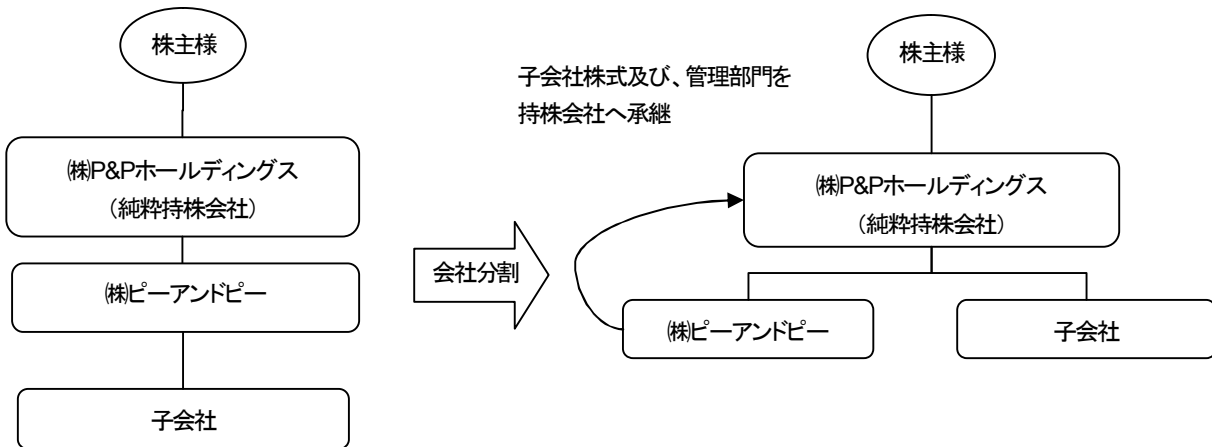 株主様
㈱P&Pホールディングス
（純粋持株会社）
㈱ピーアンドピー
子会社
会社分割
子会社株式及び、管理部門を
持株会社へ承継
株主様
㈱P&Pホールディングス
（純粋持株会社）
㈱ピーアンドピー
子会社